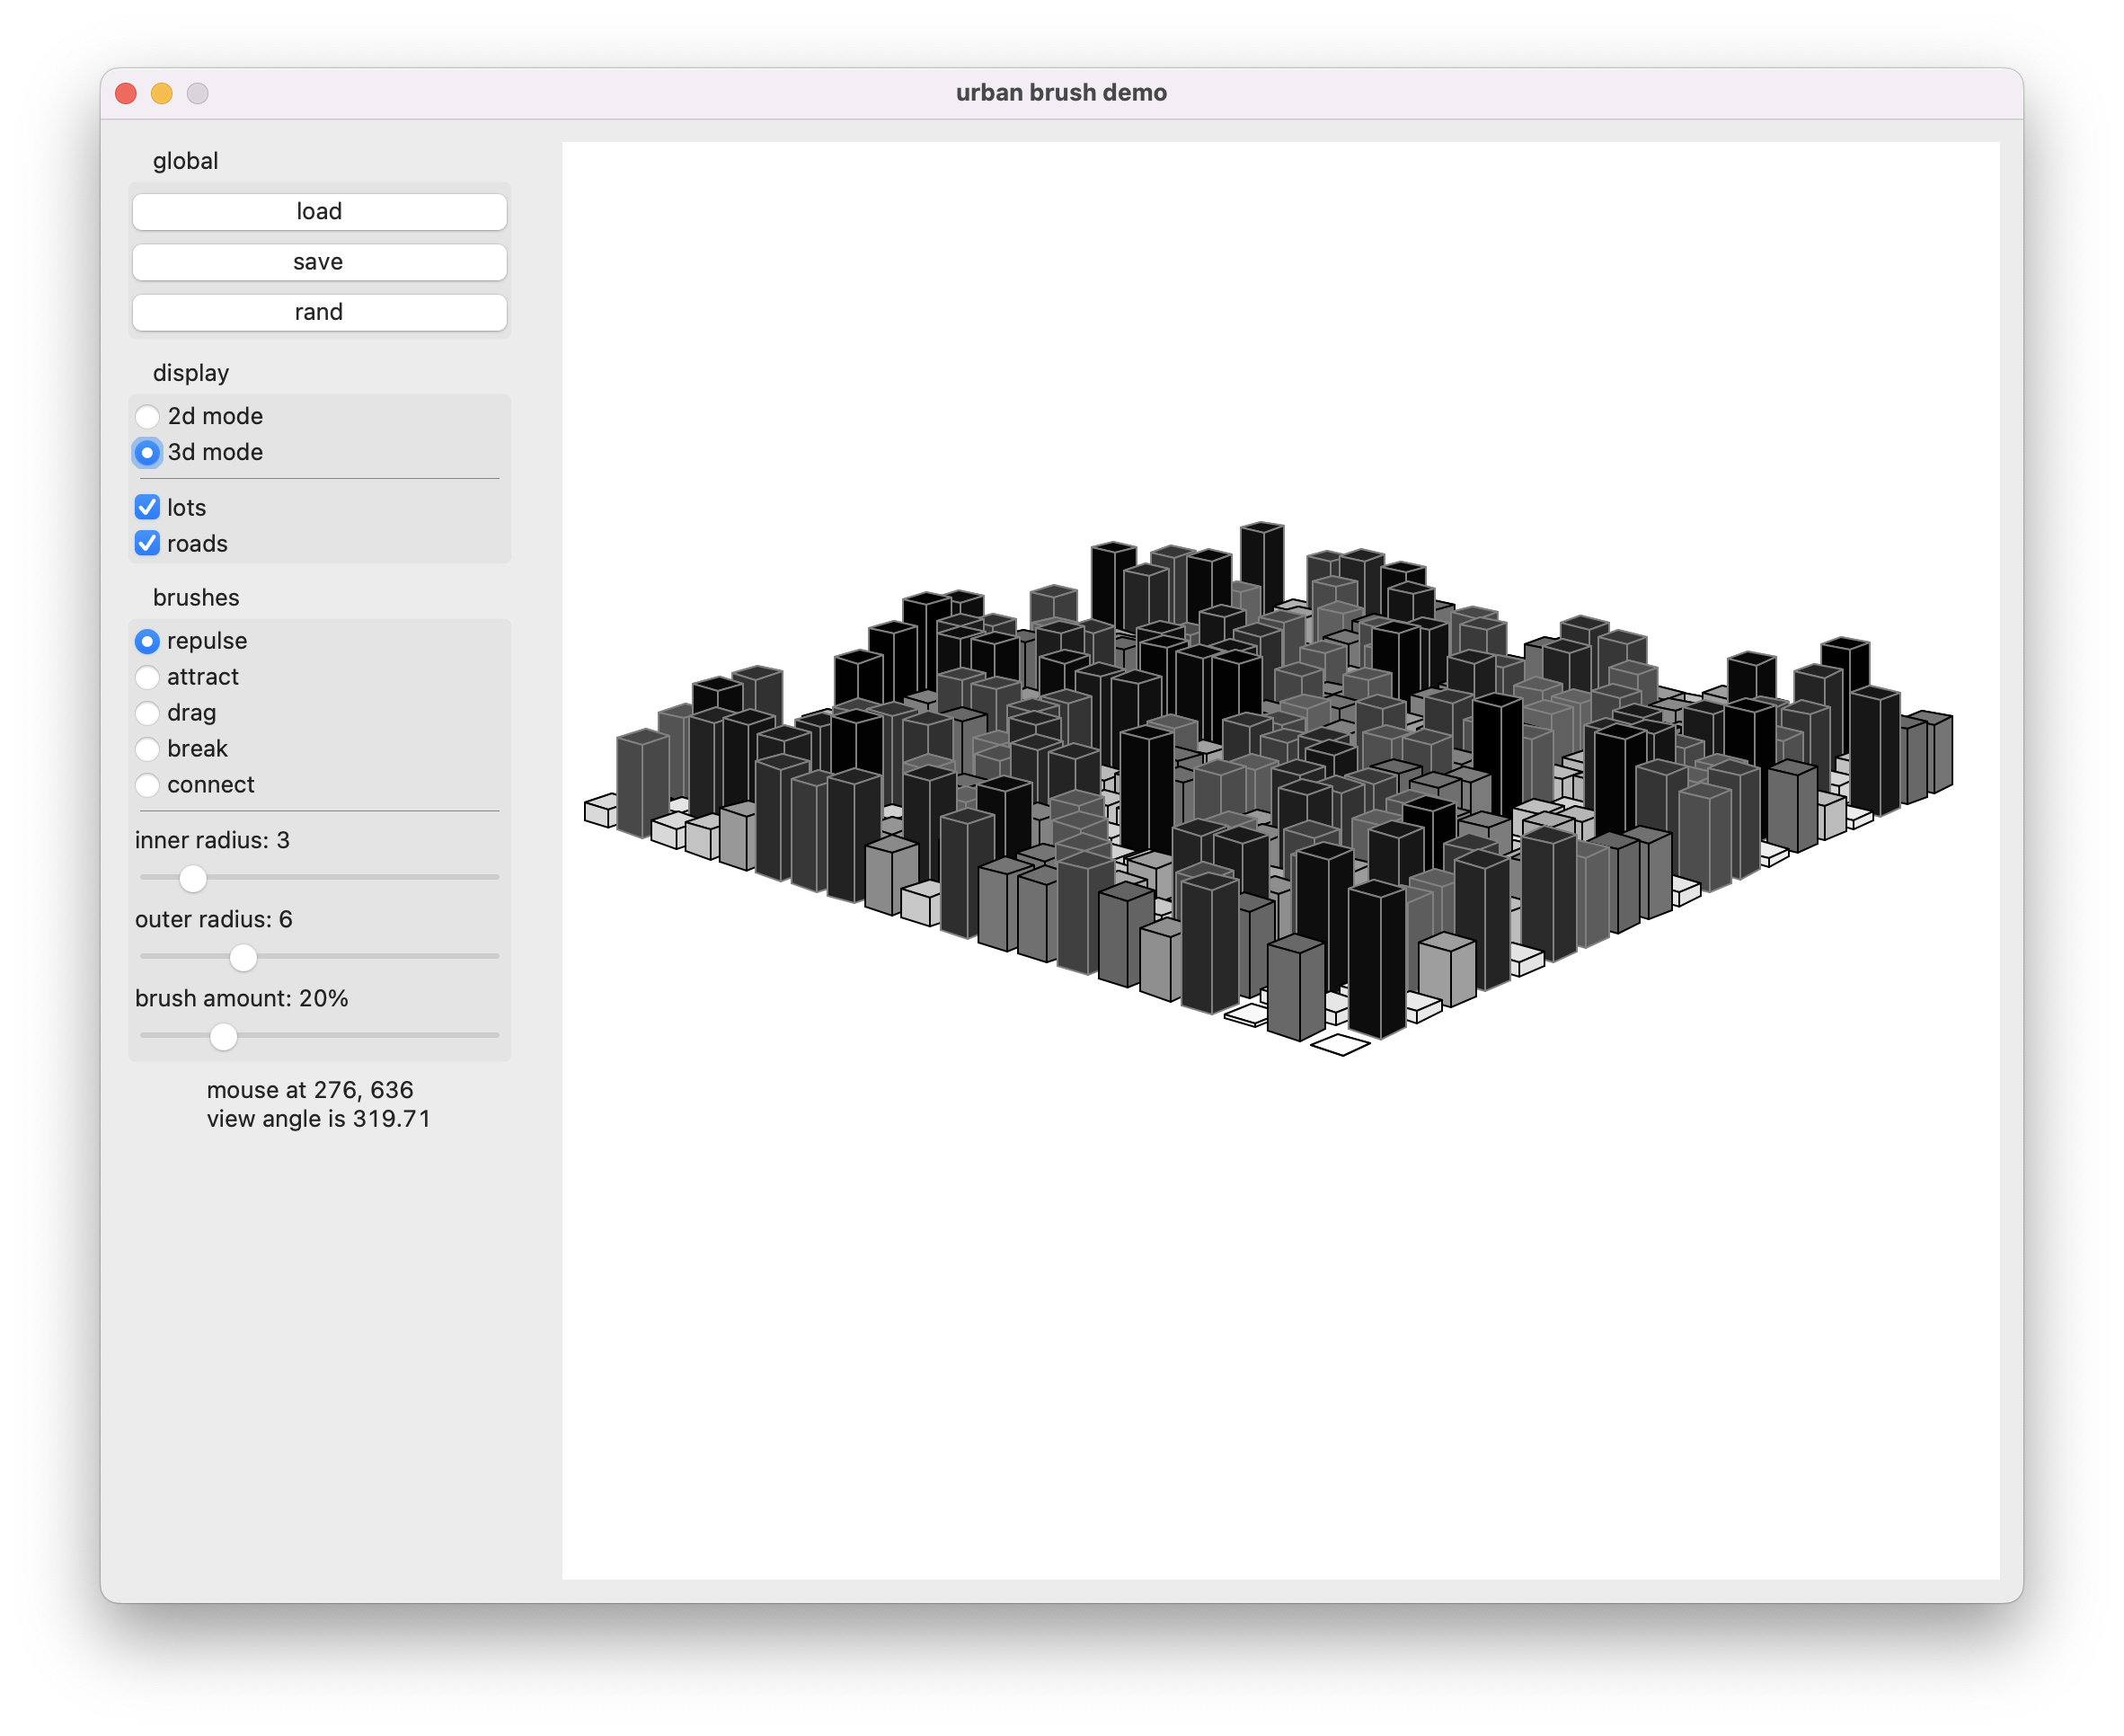 urban brush demo
global
load
save
rand
display
2d mode
3d mode
lots
roads
brushes
repulse
attract
drag
break
connect
inner radius: 3
outer radius: 6
brush amount: 20%
mouse at 276, 636
view angle is 319.71